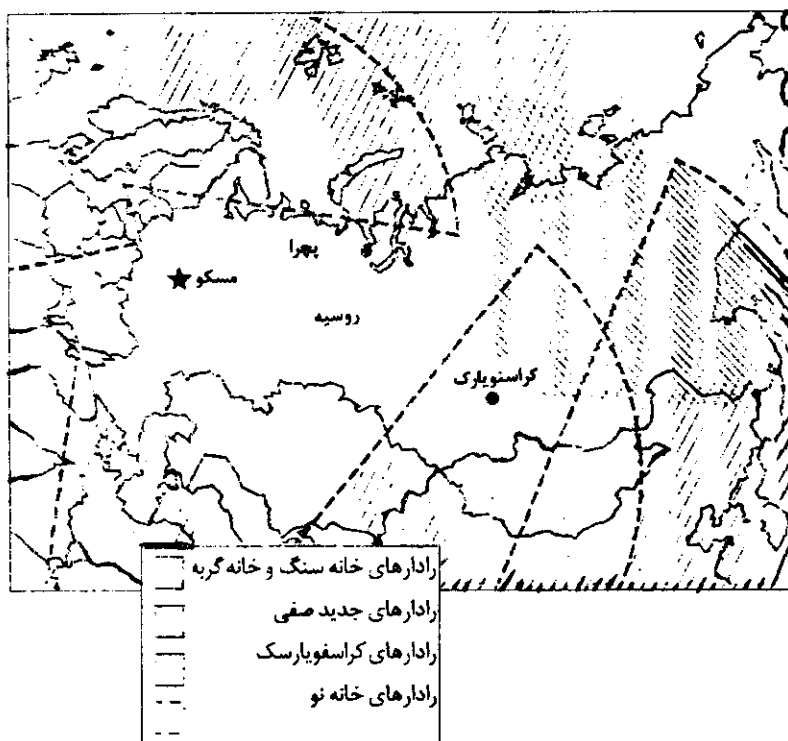 پچرا
مسکو
روسیه
کراسنویارک
رادارهای خانه سنگ و خانه گربه
رادارهای جدید صفی
رادارهای کراسفویارسک
رادارهای خانه نو